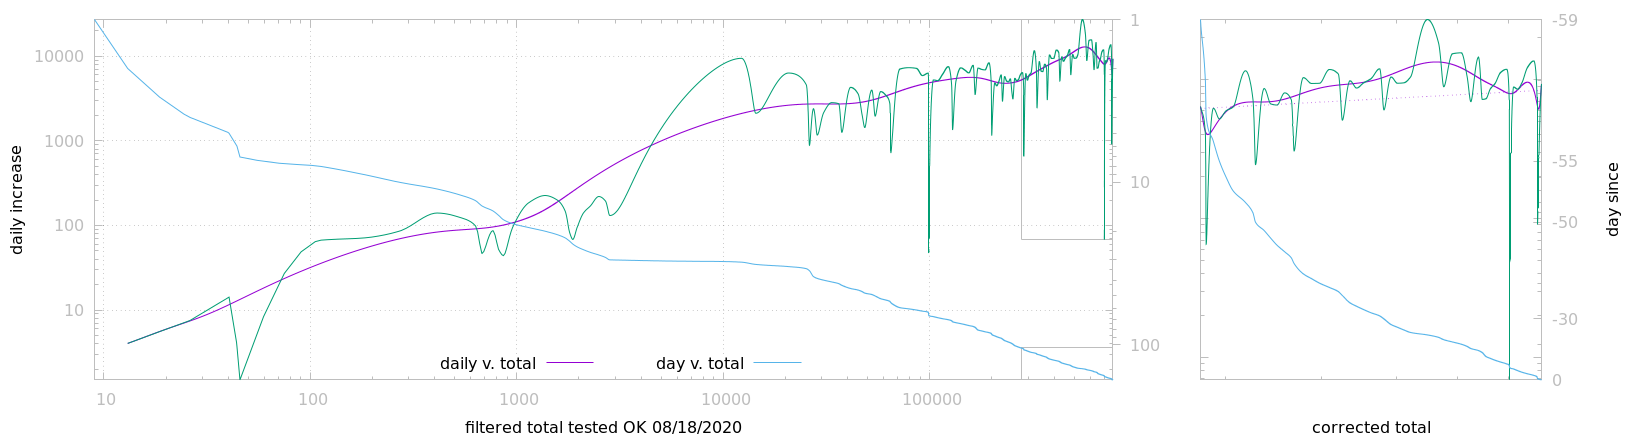 1
-59
10000
1000
daily increase
-55
day since
10
100
-50
10
-30
daily v. total
day v. total
100
0
10
100
1000
10000
100000
filtered total tested OK 08/18/2020
corrected total